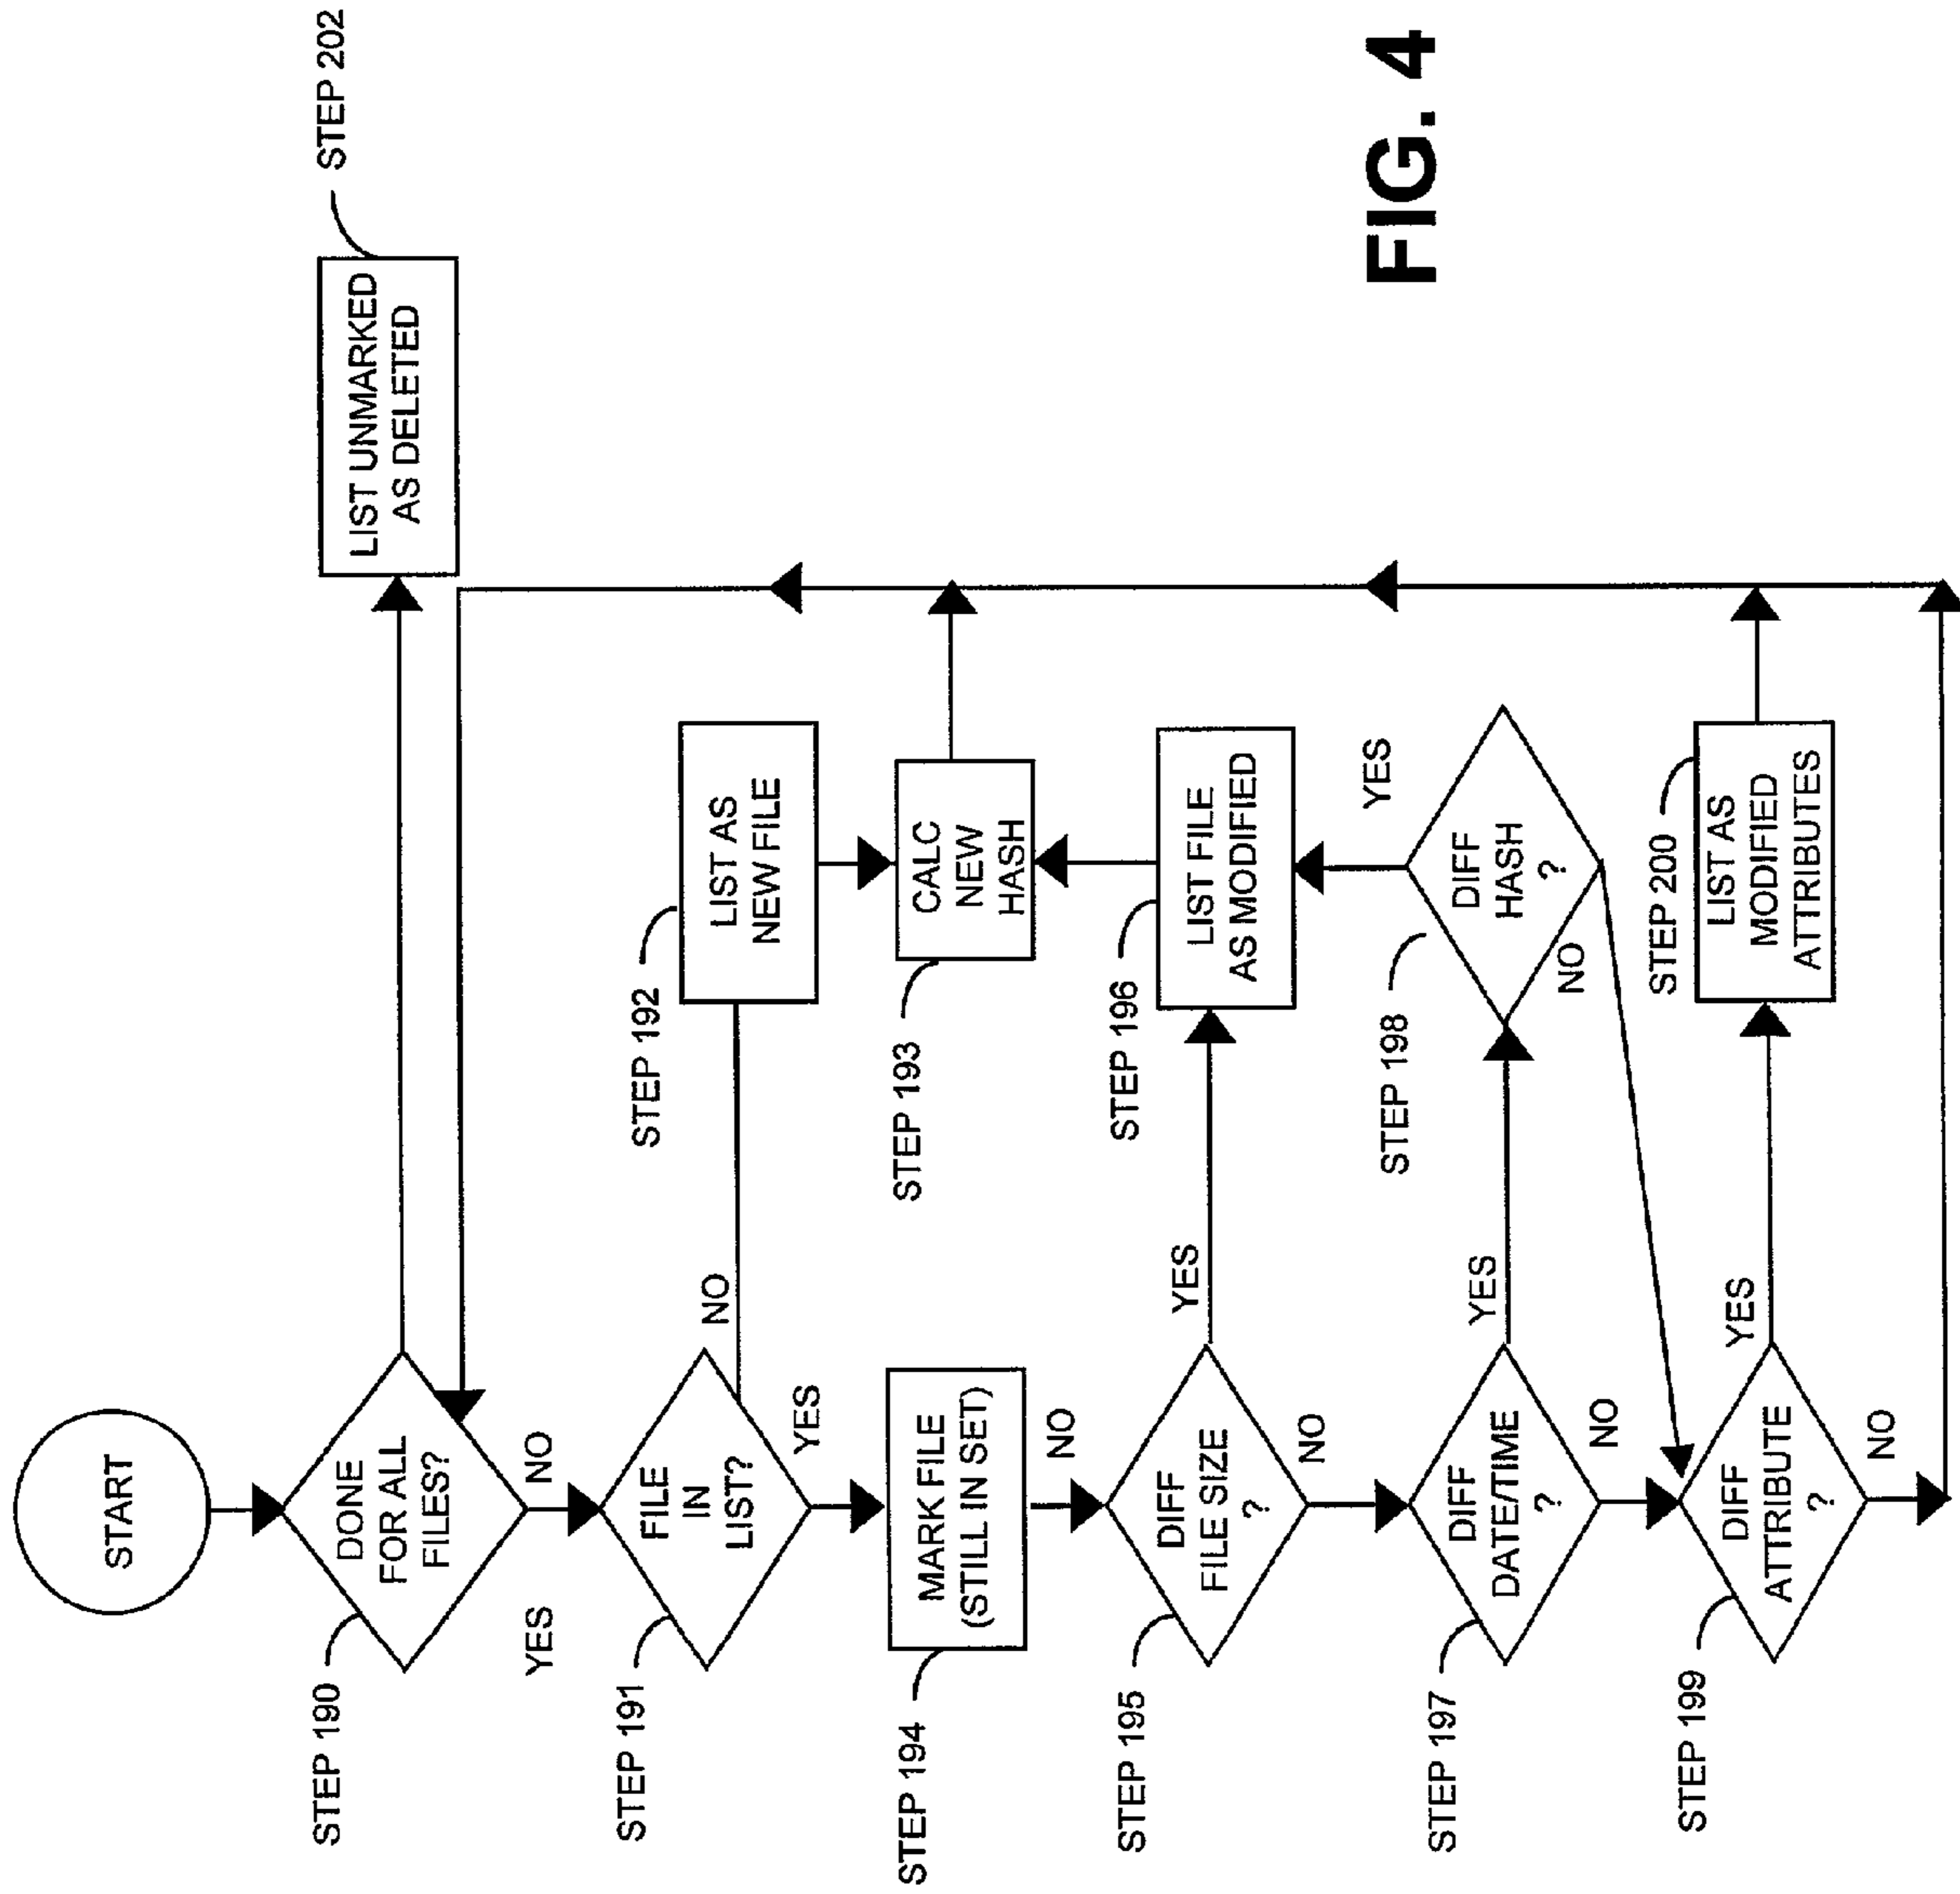 START
STEP 190
DONE
FOR ALL
FILES?
YES
NO
STEP 202
LIST UNMARKED
AS DELETED
STEP 191
FILE
IN
LIST?
NO
YES
STEP 192
LIST AS
NEW FILE
STEP 193
CALC
NEW
HASH
STEP 194
MARK FILE
(STILL IN SET)
NO
STEP 195
DIFF
FILE SIZE
?
YES
NO
STEP 196
LIST FILE
AS MODIFIED
STEP 197
DIFF
DATE/TIME
?
YES
NO
STEP 198
DIFF
HASH
?
YES
NO
STEP 199
DIFF
ATTRIBUTE
?
YES
NO
STEP 200
LIST AS
MODIFIED
ATTRIBUTES
FIG. 4